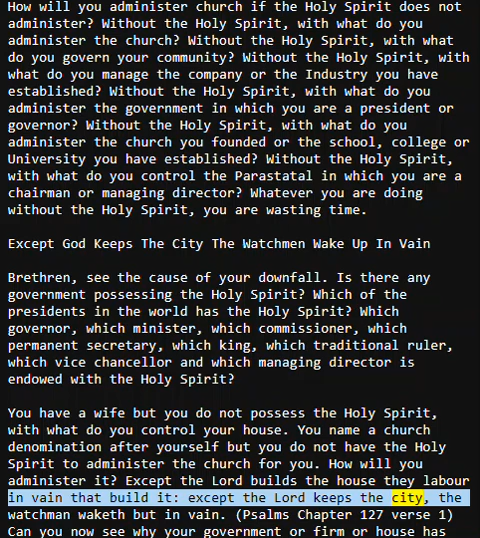 How will you administer church if the Holy Spirit does not
administer? Without the Holy Spirit, with what do you
administer the church? Without the Holy Spirit, with what
do you govern your community? Without the Holy Spirit, with
what do you manage the company or the Industry you have
established? Without the Holy Spirit, with what do you
administer the government in which you are a president or
governor? Without the Holy Spirit, with what do you
administer the church you founded or the school, college or
University you have established? Without the Holy Spirit,
with what do you control the Parastatal in which you are a
chairman or managing director? Whatever you are doing
without the Holy Spirit, you are wasting time.
Except God Keeps The City The Watchmen Wake Up In Vain
Brethren, see the cause of your downfall. Is there any
government possessing the Holy Spirit? Which of the
presidents in the world has the Holy Spirit? Which
governor, which minister, which commissioner, which
permanent secretary, which king, which traditional ruler,
which vice chancellor and which managing director is
endowed with the Holy Spirit?
You have a wife but you do not possess the Holy Spirit,
with what do you control your house. You name a church
denomination after yourself but you do not have the Holy
Spirit to administer the church for you. How will you
administer it? Except the Lord builds the house they labour
in vain that build it: except the Lord keeps the city, the
watchman waketh but in vain. (Psalms Chapter 127 verse 1)
Can you now see why your government or firm or house has